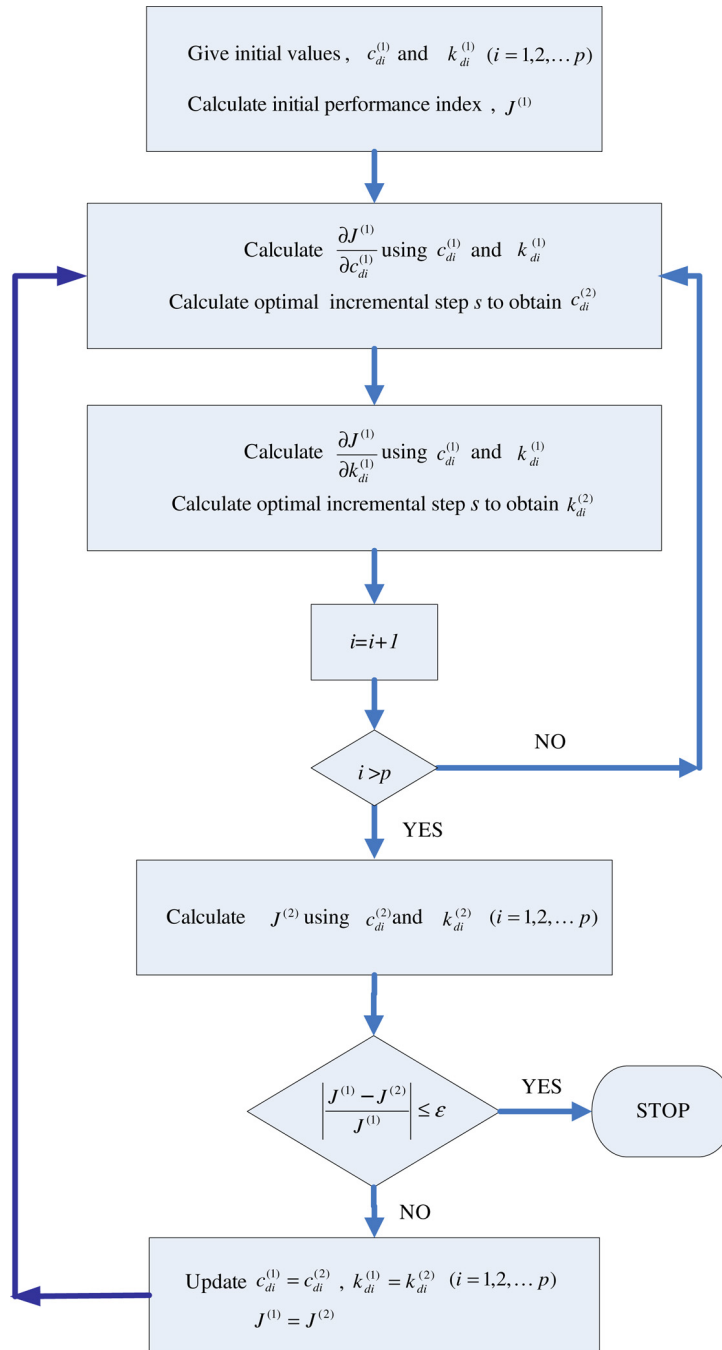 Give initial values , c_{di}^{(1)} and k_{di}^{(1)} (i = 1,2,… p)
Calculate initial performance index , J^{(1)}
Calculate ∂J^{(1)}/∂c_{di}^{(1)} using c_{di}^{(1)} and k_{di}^{(1)}
Calculate optimal incremental step s to obtain c_{di}^{(2)}
Calculate ∂J^{(1)}/∂k_{di}^{(1)} using c_{di}^{(1)} and k_{di}^{(1)}
Calculate optimal incremental step s to obtain k_{di}^{(2)}
i=i+1
NO
i >p
YES
Calculate J^{(2)} using c_{di}^{(2)} and k_{di}^{(2)} (i = 1,2,… p)
|(J^{(1)} − J^{(2)})/J^{(1)}| ≤ ε
YES
STOP
NO
Update c_{di}^{(1)} = c_{di}^{(2)} , k_{di}^{(1)} = k_{di}^{(2)} (i = 1,2,… p)
J^{(1)} = J^{(2)}